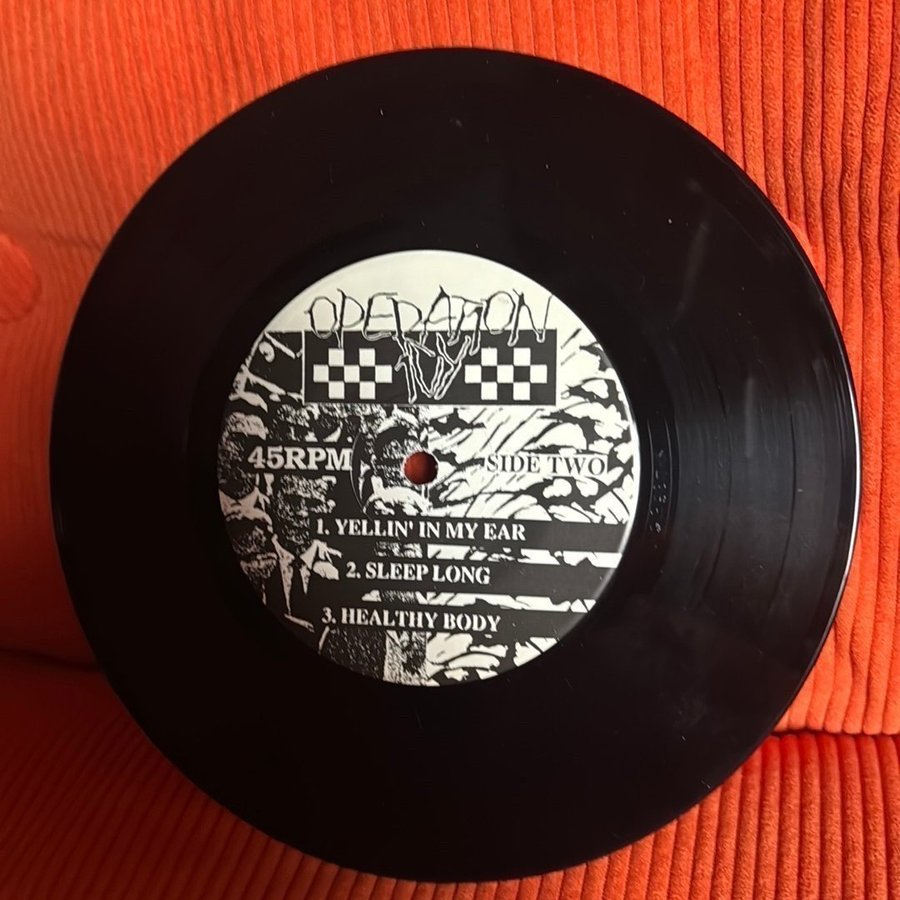 OPERATION
IVY
45RPM
SIDE TWO
1. YELLIN' IN MY EAR
2. SLEEP LONG
3. HEALTHY BODY